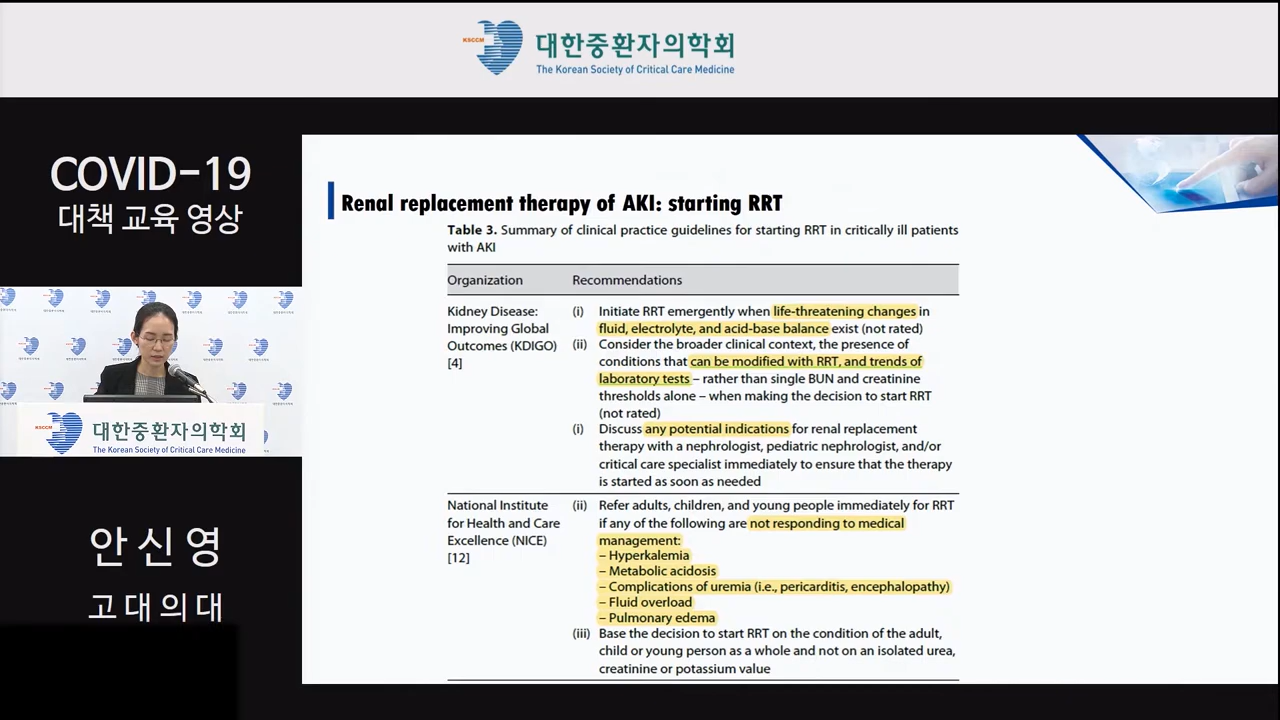 KSCCM
대한중환자의학회
The Korean Society of Critical Care Medicine
COVID-19
대책 교육 영상
KSCCM
대한중환자의학회
The Korean Society of Critical Care Medicine
안신영
고대의대
Renal replacement therapy of AKI: starting RRT
Table 3. Summary of clinical practice guidelines for starting RRT in critically ill patients
with AKI
Organization Recommendations
Kidney Disease:
Improving Global
Outcomes (KDIGO)
[4]
(i) Initiate RRT emergently when life-threatening changes in
fluid, electrolyte, and acid-base balance exist (not rated)
(ii) Consider the broader clinical context, the presence of
conditions that can be modified with RRT, and trends of
laboratory tests – rather than single BUN and creatinine
thresholds alone – when making the decision to start RRT
(not rated)
(i) Discuss any potential indications for renal replacement
therapy with a nephrologist, pediatric nephrologist, and/or
critical care specialist immediately to ensure that the therapy
is started as soon as needed
National Institute
for Health and Care
Excellence (NICE)
[12]
(ii) Refer adults, children, and young people immediately for RRT
if any of the following are not responding to medical
management:
– Hyperkalemia
– Metabolic acidosis
– Complications of uremia (i.e., pericarditis, encephalopathy)
– Fluid overload
– Pulmonary edema
(iii) Base the decision to start RRT on the condition of the adult,
child or young person as a whole and not on an isolated urea,
creatinine or potassium value